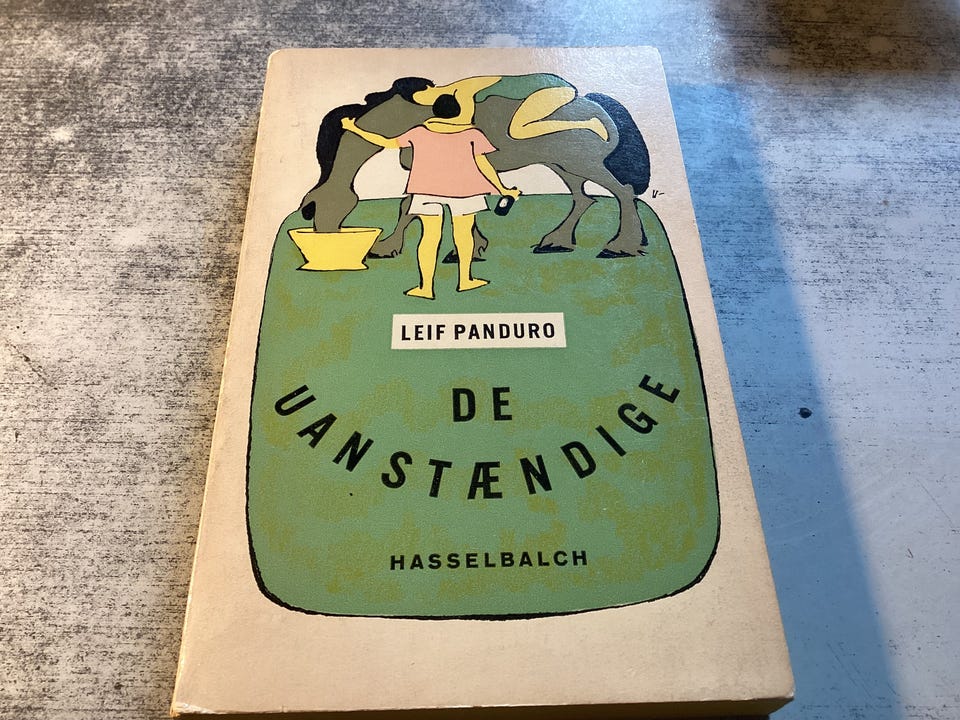 LEIF PANDURO
DE
UANSTÆNDIGE
HASSELBALCH